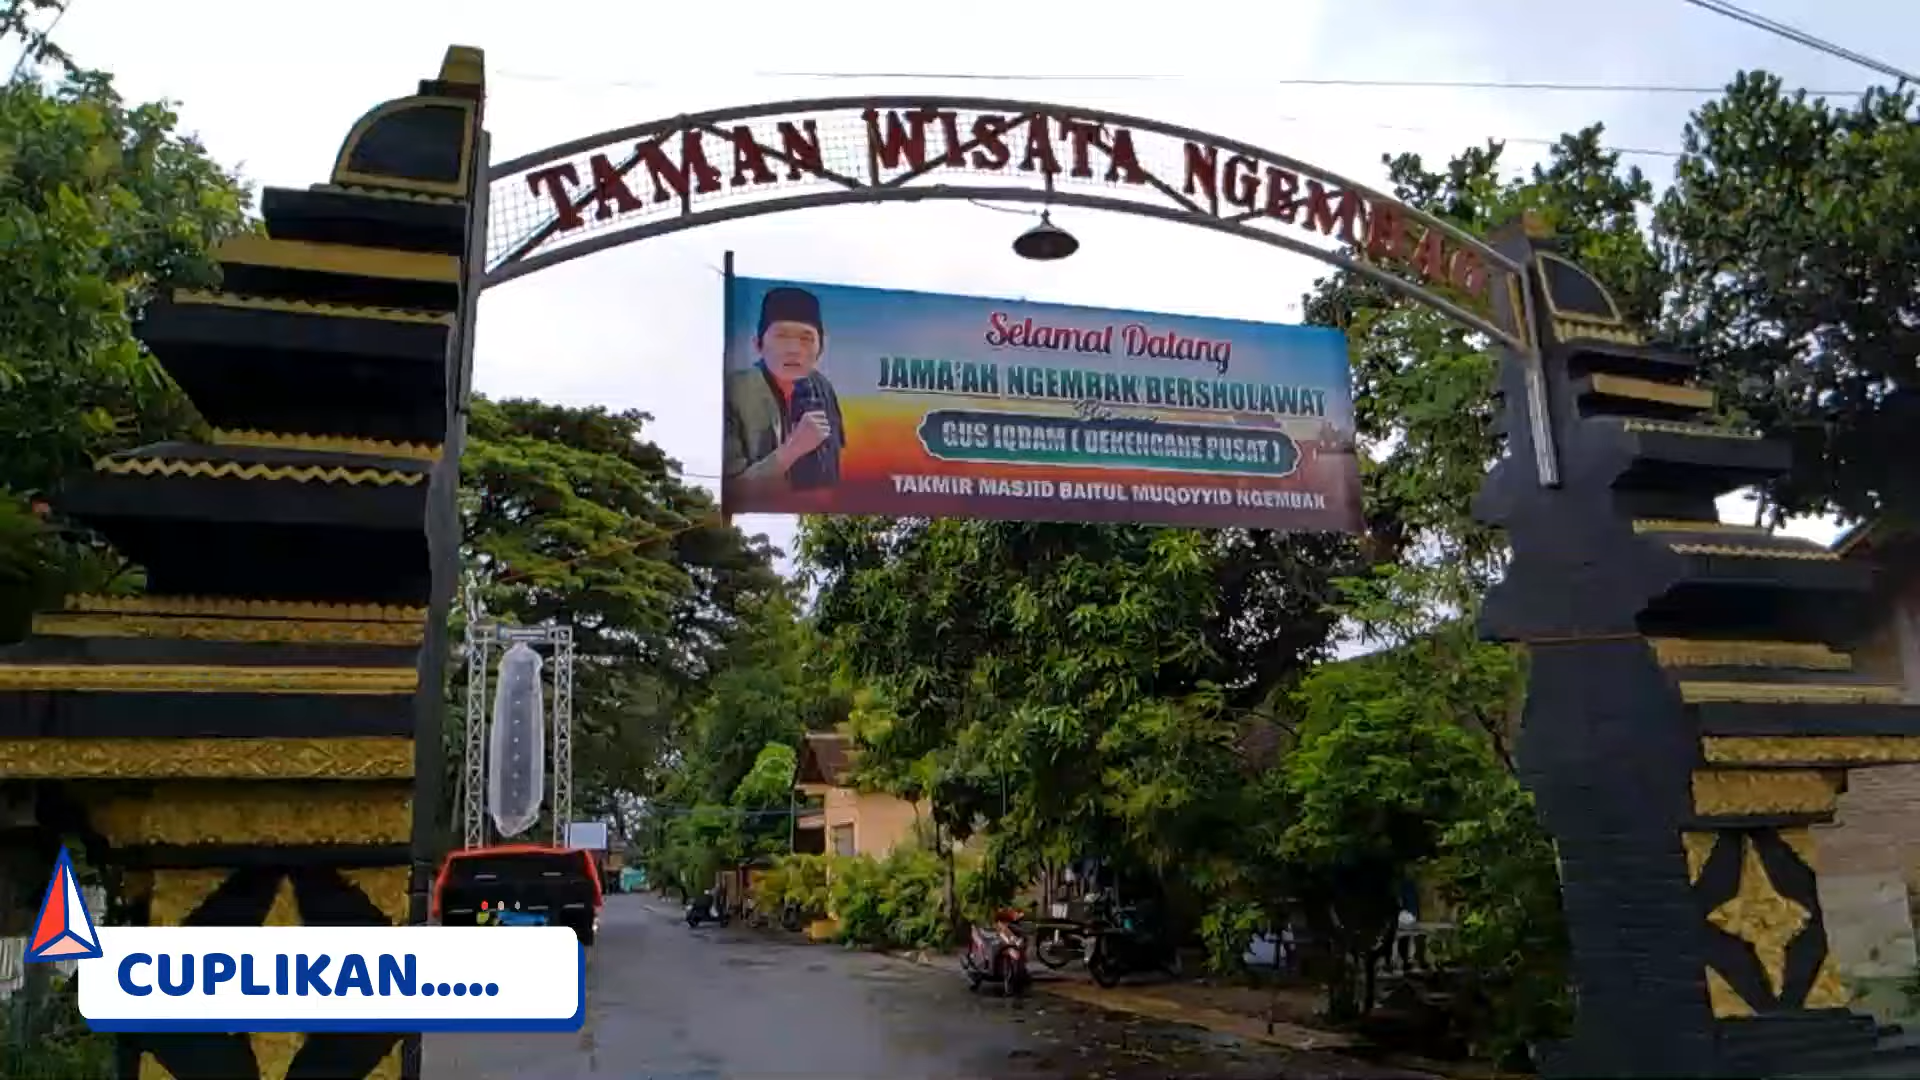 TAMAN WISATA NGEMBAG
Selamat Datang
JAMA'AH NGEMBAK BERSHOLAWAT
Bersama
GUS IQDAM ( DEKENGANE PUSAT )
TAKMIR MASJID BAITUL MUQOYYID NGEMBAK
CUPLIKAN.....